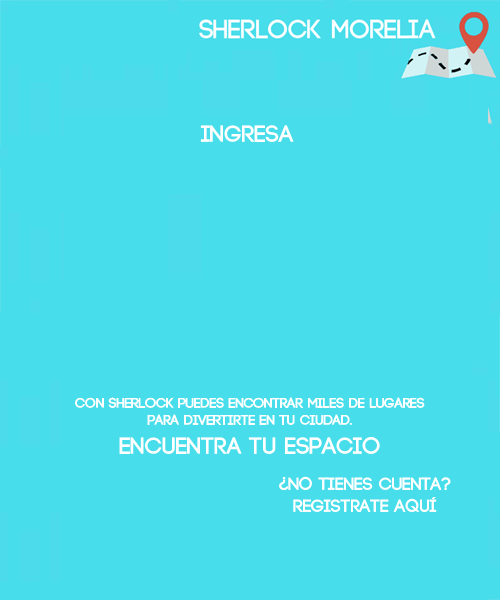 SHERLOCK MORELIA
INGRESA
CON SHERLOCK PUEDES ENCONTRAR MILES DE LUGARES
PARA DIVERTIRTE EN TU CIUDAD.
ENCUENTRA TU ESPACIO
¿NO TIENES CUENTA?
REGISTRATE AQUÍ